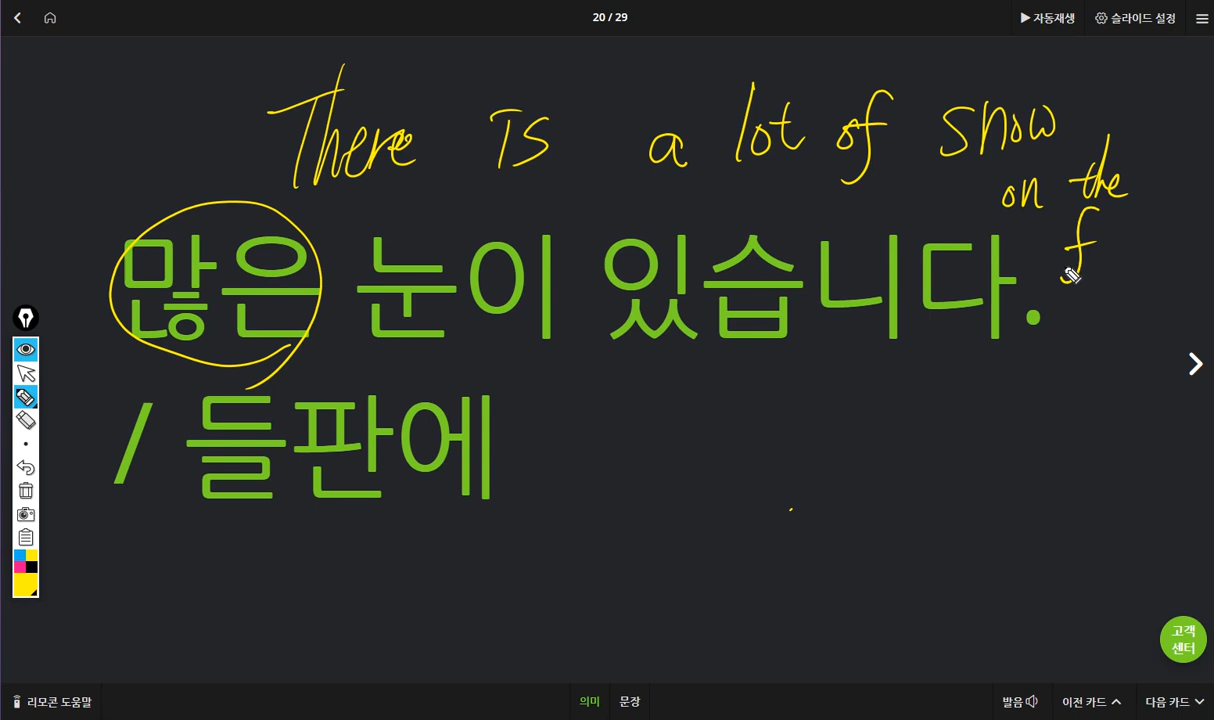 20 / 29
자동재생
슬라이드 설정
There is a lot of snow
on the
f
많은 눈이 있습니다.
/ 들판에
고객
센터
리모콘 도움말
의미
문장
발음
이전 카드
다음 카드